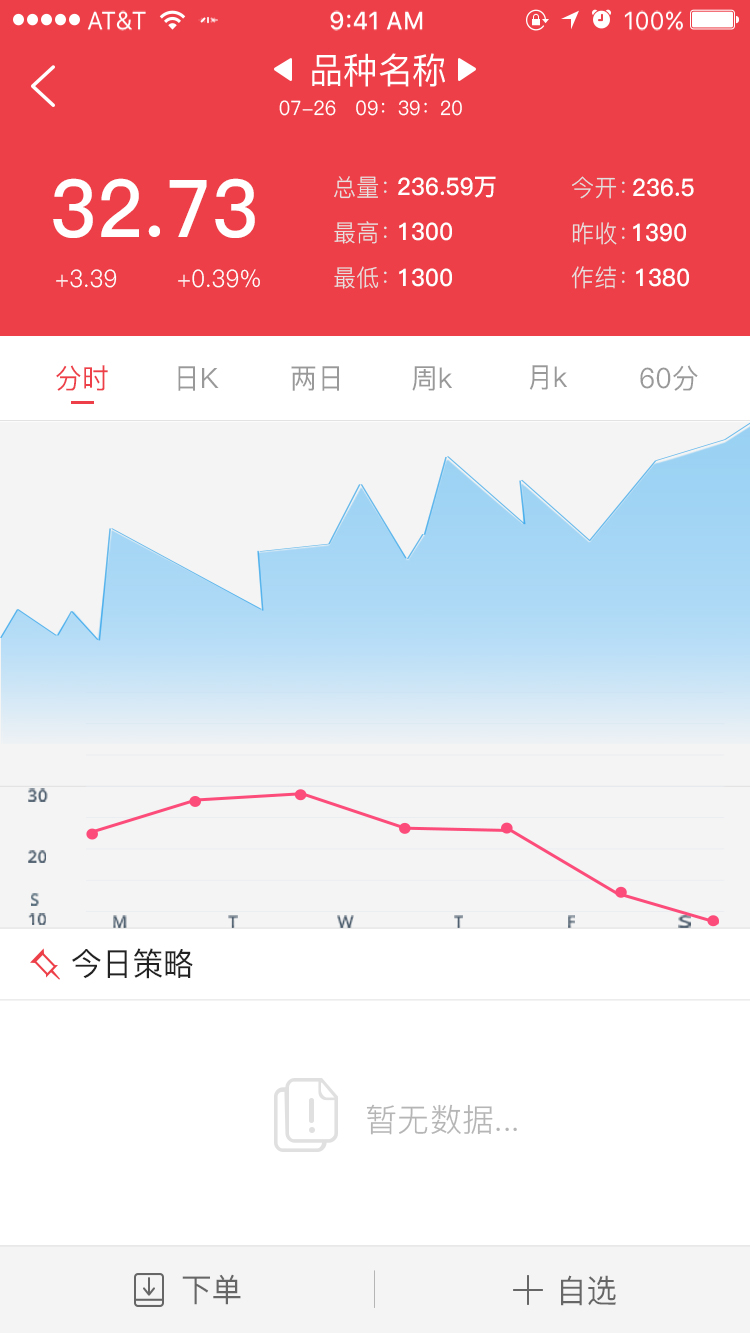 AT&T 9:41 AM 100%
品种名称
07-26 09: 39: 20
32.73
+3.39 +0.39%
总量: 236.59万 今开: 236.5
最高: 1300 昨收: 1390
最低: 1300 作结: 1380
分时 日K 两日 周k 月k 60分
30
20
S
10 M T W T F S
今日策略
暂无数据...
下单 自选